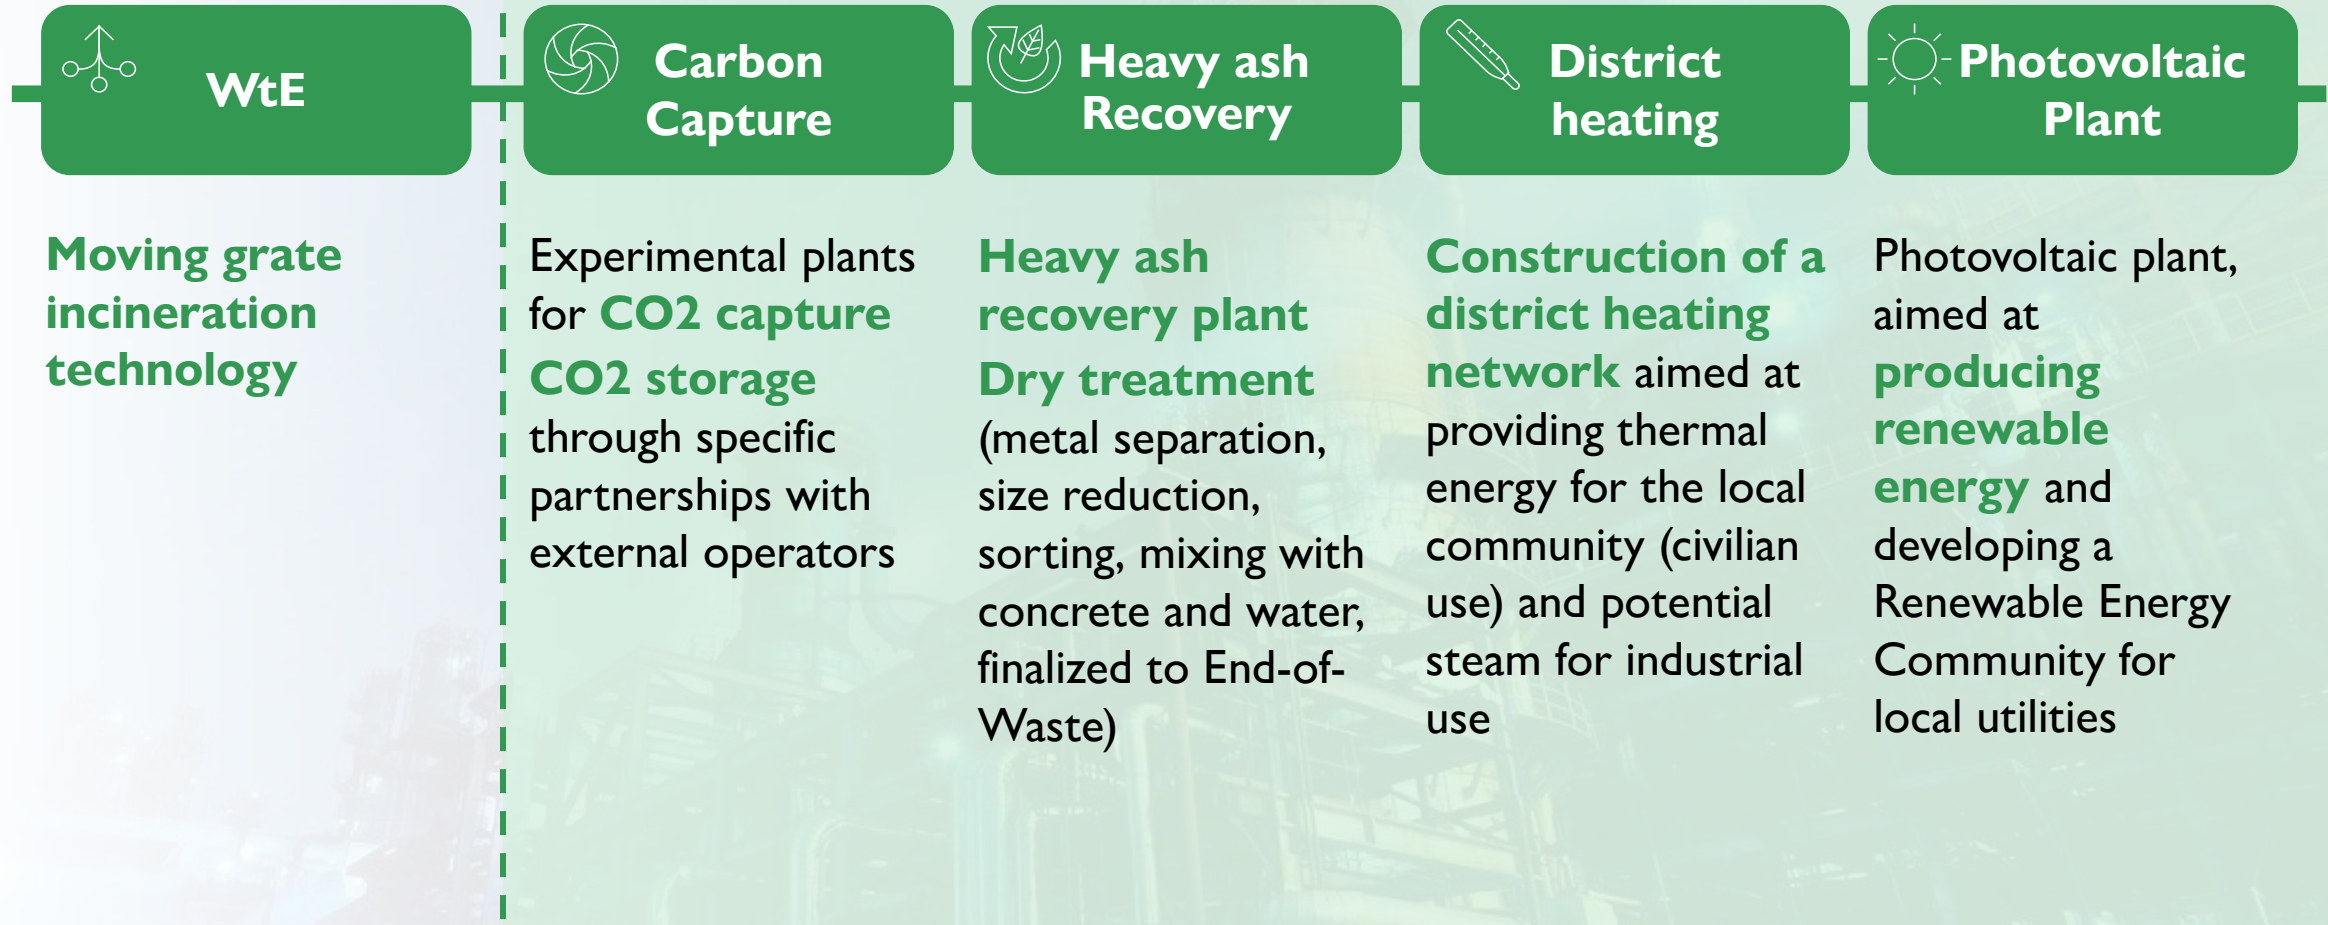 WtE
Moving grate
incineration
technology
Carbon
Capture
Experimental plants
for CO2 capture
CO2 storage
through specific
partnerships with
external operators
Heavy ash
Recovery
Heavy ash
recovery plant
Dry treatment
(metal separation,
size reduction,
sorting, mixing with
concrete and water,
finalized to End-of-
Waste)
District
heating
Construction of a
district heating
network aimed at
providing thermal
energy for the local
community (civilian
use) and potential
steam for industrial
use
Photovoltaic
Plant
Photovoltaic plant,
aimed at
producing
renewable
energy and
developing a
Renewable Energy
Community for
local utilities